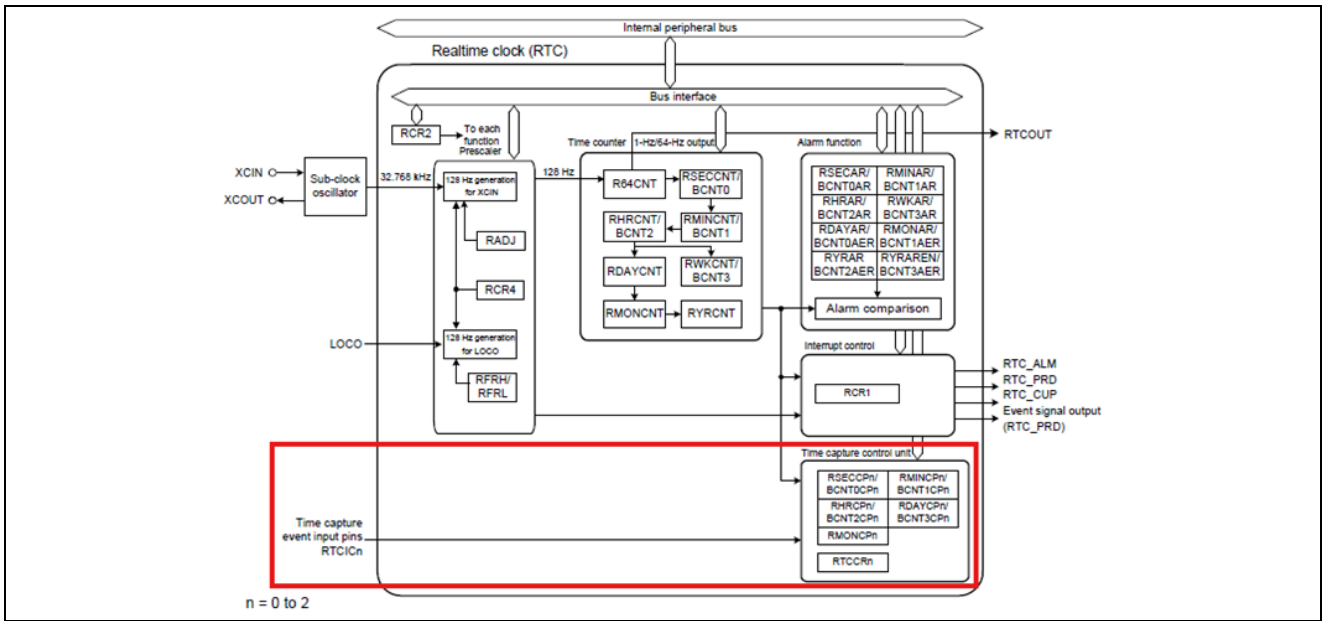 Internal peripheral bus
Realtime clock (RTC)
Bus interface
RCR2
To each
function
Prescaler
Time counter
1-Hz/64-Hz output
Alarm function
RTCOUT
XCIN
XCOUT
Sub-clock
oscillator
32.768 kHz
128 Hz generation
for XCIN
128 Hz
R64CNT
RSECCNT/
BCNT0
RHRCNT/
BCNT2
RMINCNT/
BCNT1
RDAYCNT
RWKCNT/
BCNT3
RMONCNT
RYRCNT
RADJ
RCR4
LOCO
128 Hz generation
for LOCO
RFRH/
RFRL
RSECAR/
BCNT0AR
RMINAR/
BCNT1AR
RHRAR/
BCNT2AR
RWKAR/
BCNT3AR
RDAYAR/
BCNT0AER
RMONAR/
BCNT1AER
RYRAR
BCNT2AER
RYRAREN/
BCNT3AER
Alarm comparison
Interrupt control
RCR1
RTC_ALM
RTC_PRD
RTC_CUP
Event signal output
(RTC_PRD)
Time capture control unit
RSECCPn/
BCNT0CPn
RMINCPn/
BCNT1CPn
RHRCPn/
BCNT2CPn
RDAYCPn/
BCNT3CPn
RMONCPn
RTCCRn
Time capture
event input pins
RTCICn
n = 0 to 2